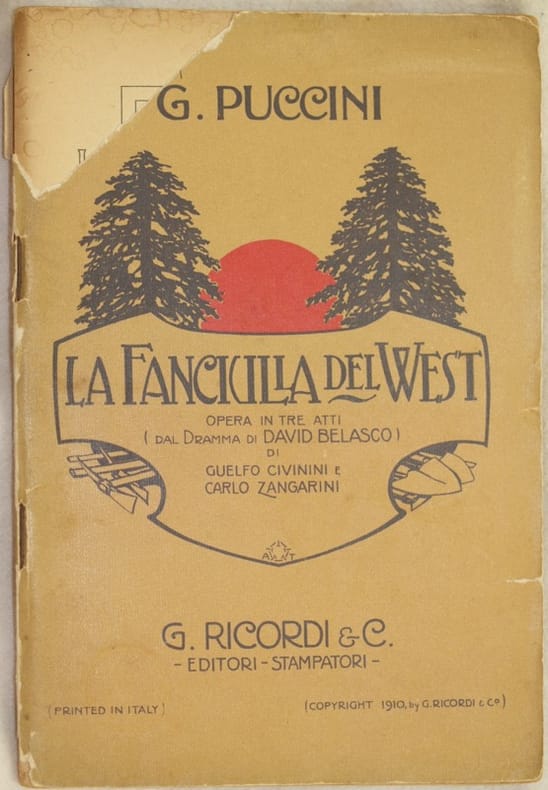 G. PUCCINI
LA FANCIULLA DEL WEST
OPERA IN TRE ATTI
( DAL DRAMMA DI DAVID BELASCO )
DI
GUELFO CIVININI E
CARLO ZANGARINI
A T
G. RICORDI & C.
- EDITORI - STAMPATORI -
(PRINTED IN ITALY)
(COPYRIGHT 1910, by G. RICORDI & Co.)